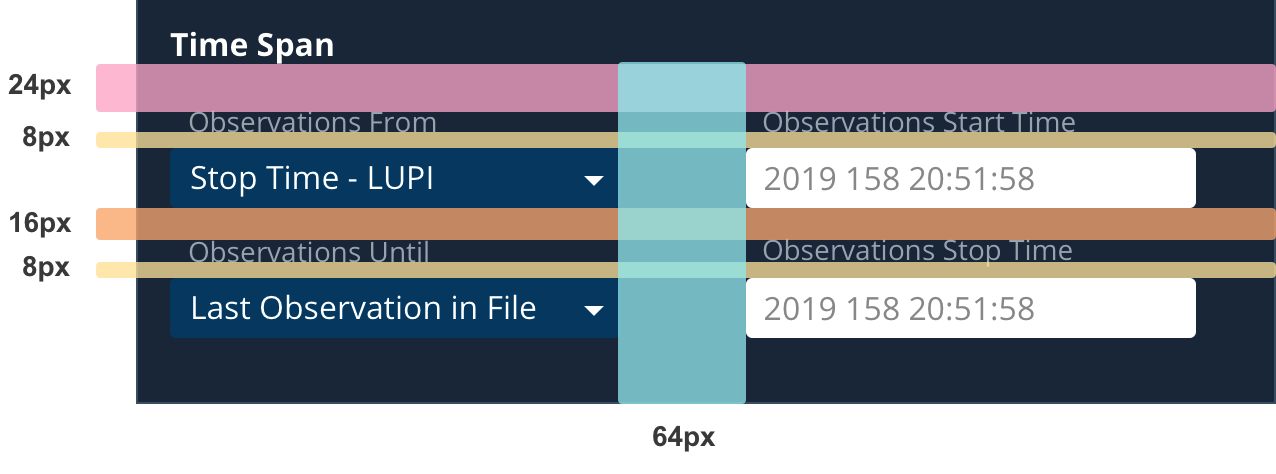 Time Span
24px
Observations From
Observations Start Time
8px
Stop Time - LUPI
2019 158 20:51:58
16px
Observations Until
Observations Stop Time
8px
Last Observation in File
2019 158 20:51:58
64px